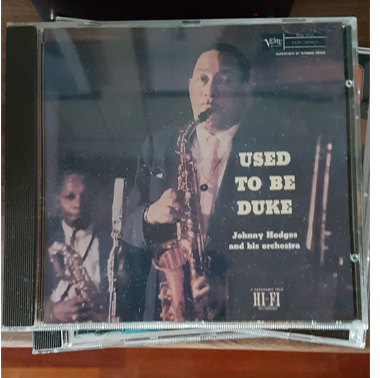 Verve
USED
TO BE
DUKE
Johnny Hodges
and his orchestra
HI-FI